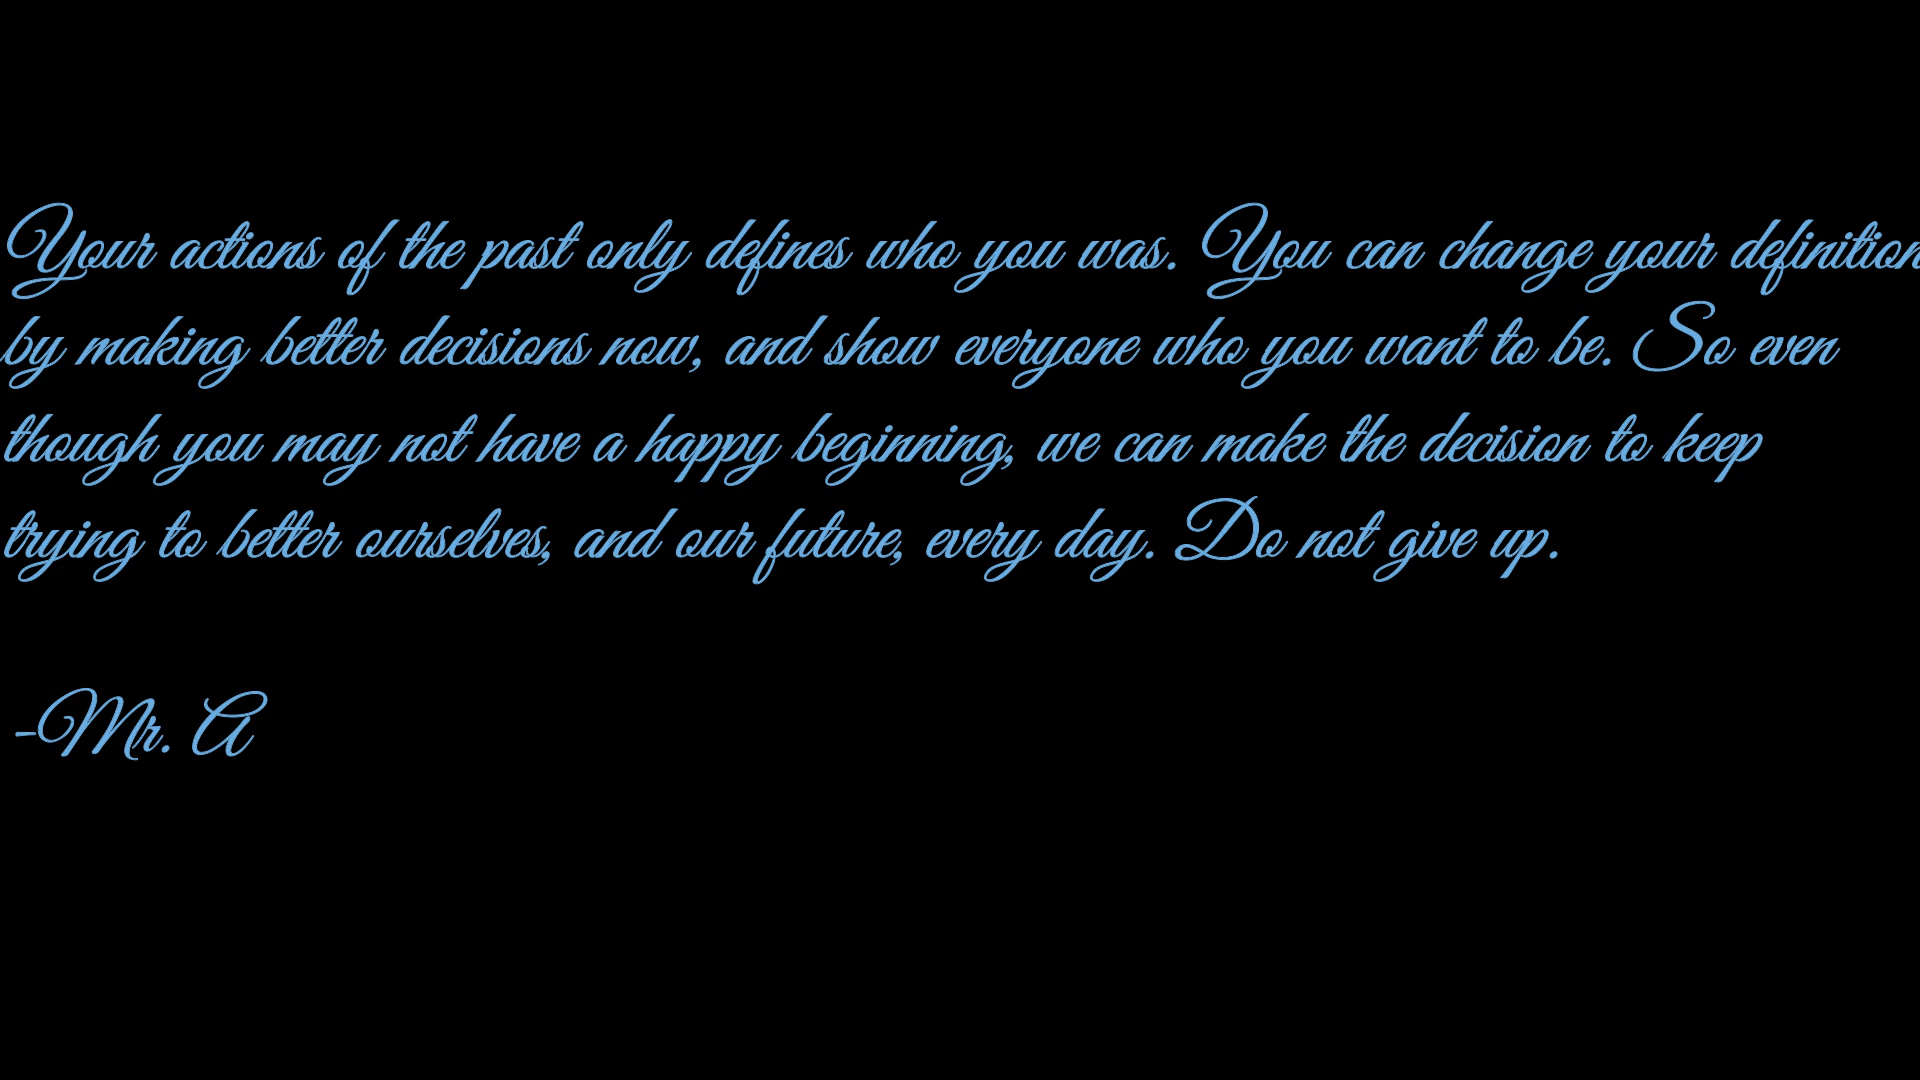 Your actions of the past only defines who you was. You can change your definition
by making better decisions now, and show everyone who you want to be. So even
though you may not have a happy beginning, we can make the decision to keep
trying to better ourselves, and our future, every day. Do not give up.
-Mr. A